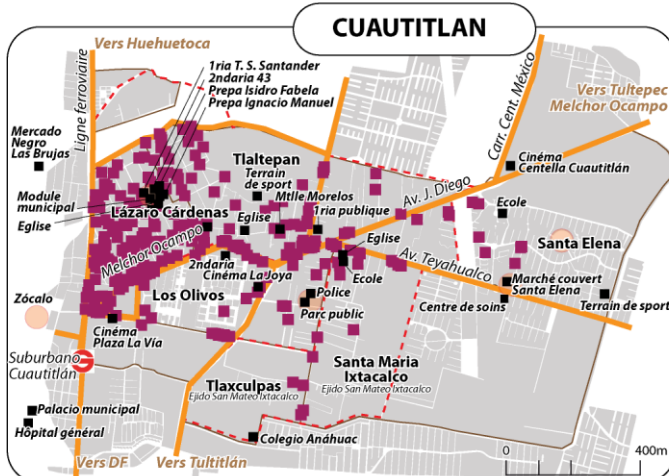 CUAUTITLAN
Vers Huehuetoca
1ria T. S. Santander
2ndaria 43
Prepa Isidro Fabela
Prepa Ignacio Manuel
Ligne ferroviaire
Carr. Cent. México
Vers Tultepec
Melchor Ocampo
Mercado
Negro
Las Brujas
Tlaltepan
Terrain
de sport
Cinéma
Centella Cuautitlán
Module
municipal
Eglise
Lázaro Cárdenas
Mtlle Morelos
1ria publique
Av. J. Diego
Ecole
Eglise
Melchor Ocampo
Eglise
Santa Elena
2ndaria
Cinéma La Joya
Ecole
Av. Teyahualco
Los Olivos
Police
Parc public
Marché couvert
Santa Elena
Centre de soins
Terrain de sport
Zócalo
Cinéma
Plaza La Vía
Suburbano
Cuautitlán
Santa Maria
Ixtacalco
Ejido San Mateo Ixtacalco
Tlaxculpas
Ejido San Mateo Ixtacalco
Palacio municipal
Hôpital général
Colegio Anáhuac
Vers DF
Vers Tultitlán
0
400m